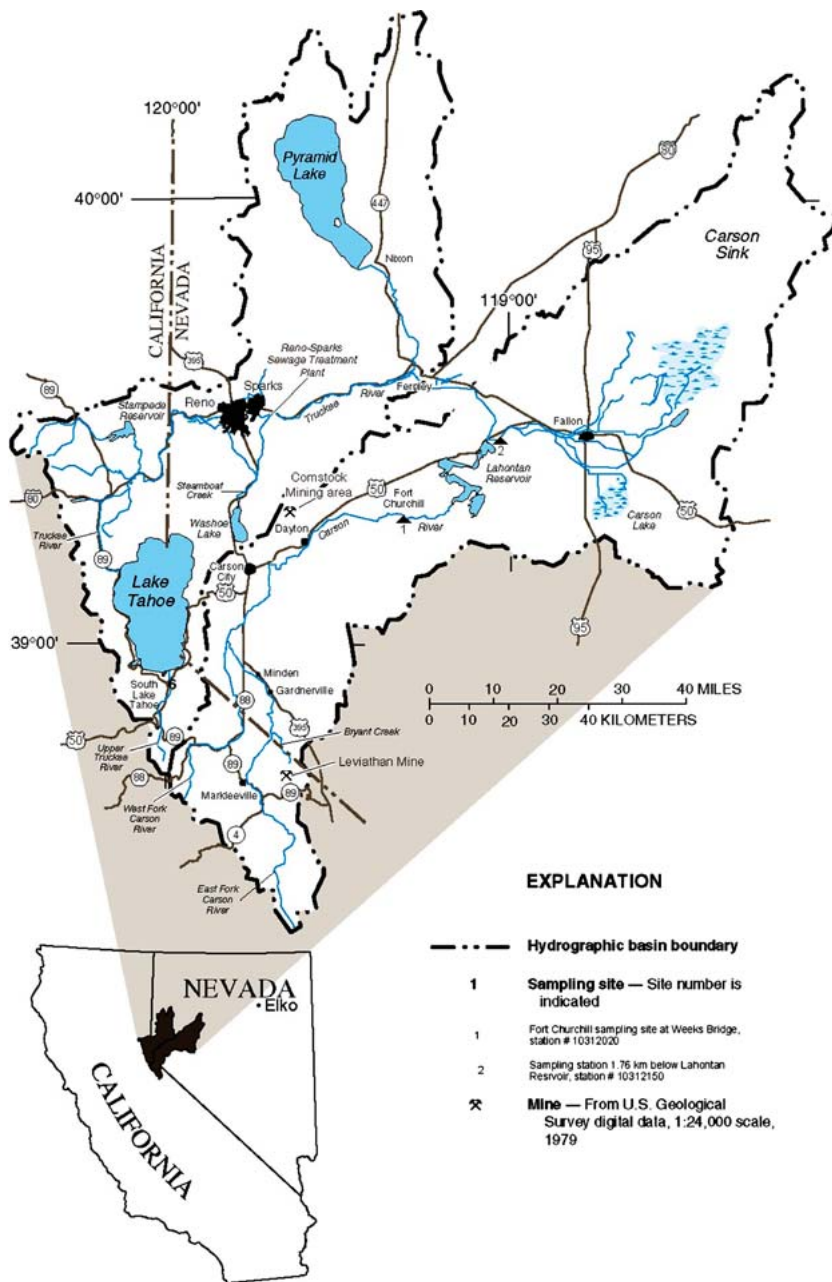 120°00'
Pyramid
Lake
80
40°00'
447
95
Carson
Sink
Nixon
CALIFORNIA
NEVADA
119°00'
395
Reno-Sparks
Sewage Treatment
Plant
89
Sparks
Fernley
Stampede
Reservoir
Reno
Truckee
River
Fallon
2
Lahontan
Reservoir
Steamboat
Creek
Comstock
Mining area
50
Fort
Churchill
80
Washoe
Lake
Dayton
Carson
River
1
Carson
Lake
50
Truckee
River
89
Lake
Tahoe
Carson
City
50
95
39°00'
Minden
South
Lake
Tahoe
6
Gardnerville
88
0 10 20 30 40 MILES
0 10 20 30 40 KILOMETERS
395
50
89
Bryant Creek
Upper
Truckee
River
88
89
Leviathan Mine
West Fork
Carson
River
Markleeville
89
4
East Fork
Carson
River
EXPLANATION
Hydrographic basin boundary
1 Sampling site — Site number is
indicated
1 Fort Churchill sampling site at Weeks Bridge,
station # 10312020
2 Sampling station 1.76 km below Lahontan
Resrvoir, station # 10312150
Mine — From U.S. Geological
Survey digital data, 1:24,000 scale,
1979
NEVADA
Elko
CALIFORNIA